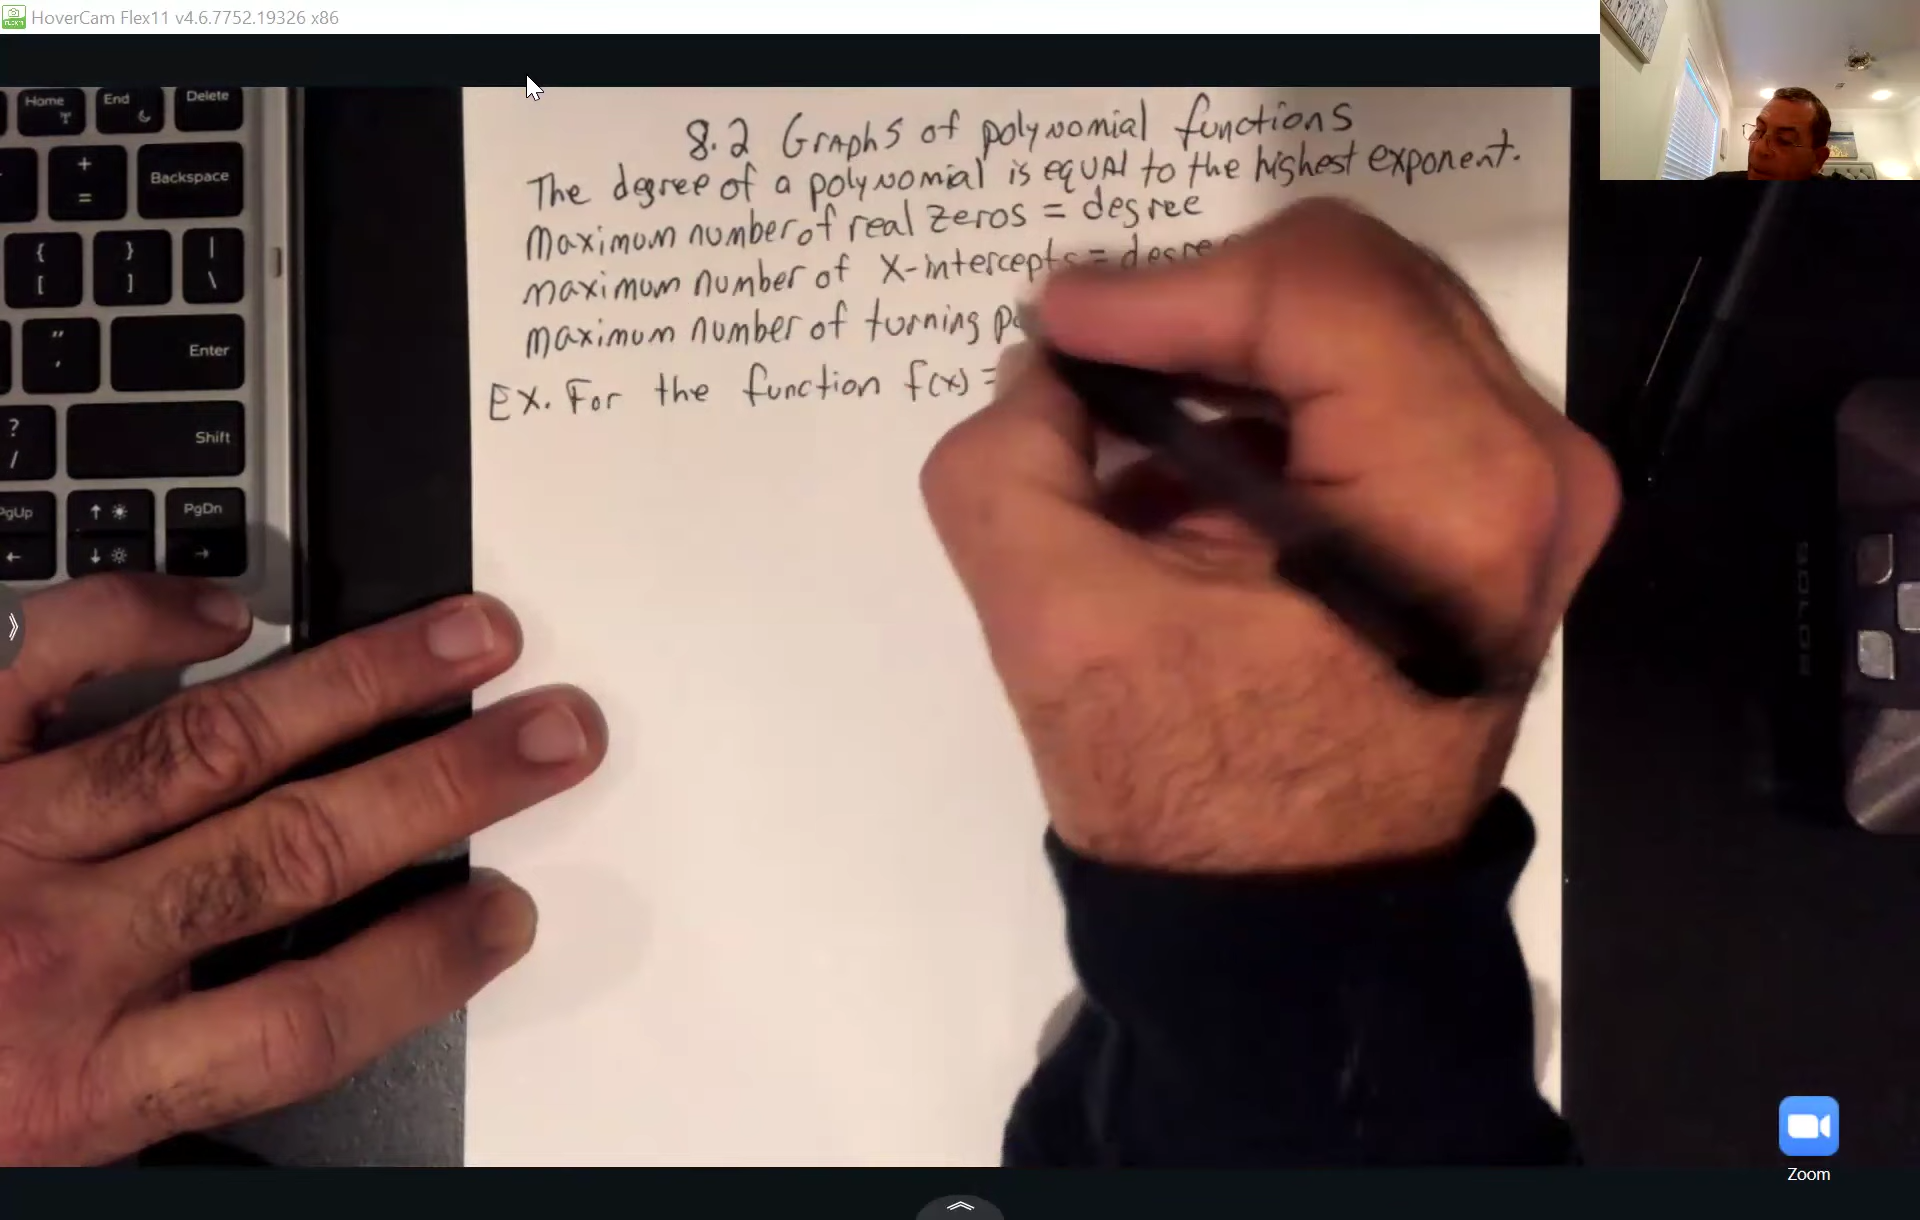 HoverCam Flex11 v4.6.7752.19326 x86
8.2 Graphs of polynomial functions
The degree of a polynomial is equal to the highest exponent.
Maximum number of real zeros = degree
maximum number of x-intercepts =
maximum number of turning
EX. For the function f(x) =
Home
End
Delete
+
=
Backspace
{
[
}
]
|
\
"
'
Enter
?
/
Shift
PgUp
←
↑
↓
PgDn
→
Zoom